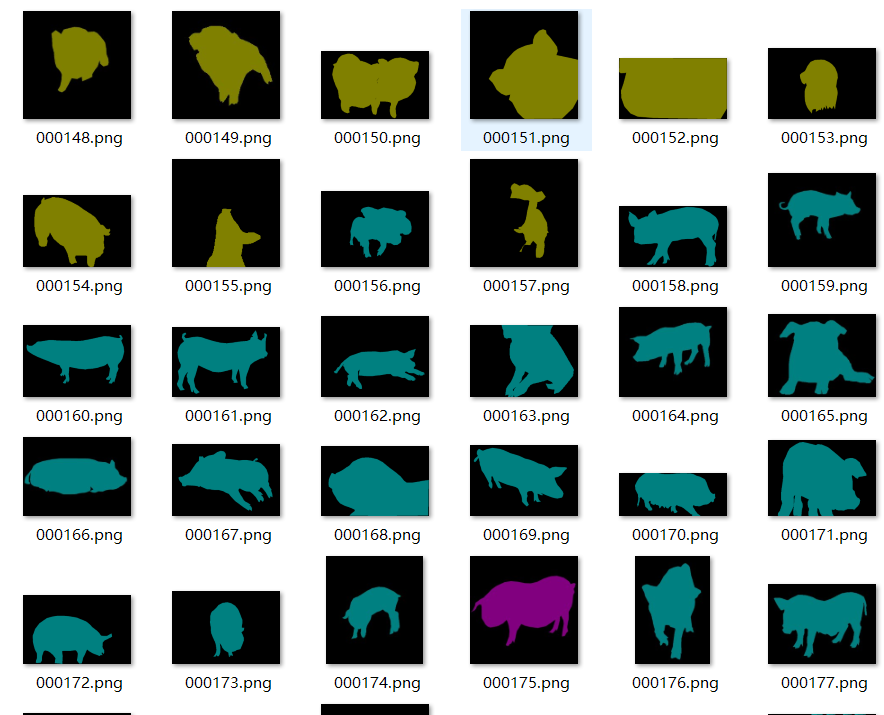 000148.png 000149.png 000150.png 000151.png 000152.png 000153.png
000154.png 000155.png 000156.png 000157.png 000158.png 000159.png
000160.png 000161.png 000162.png 000163.png 000164.png 000165.png
000166.png 000167.png 000168.png 000169.png 000170.png 000171.png
000172.png 000173.png 000174.png 000175.png 000176.png 000177.png